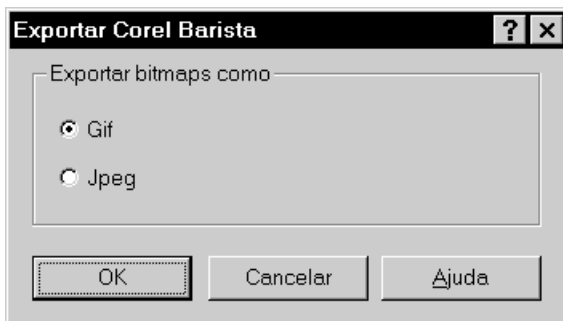 Exportar Corel Barista
Exportar bitmaps como
Gif
Jpeg
OK Cancelar Ajuda